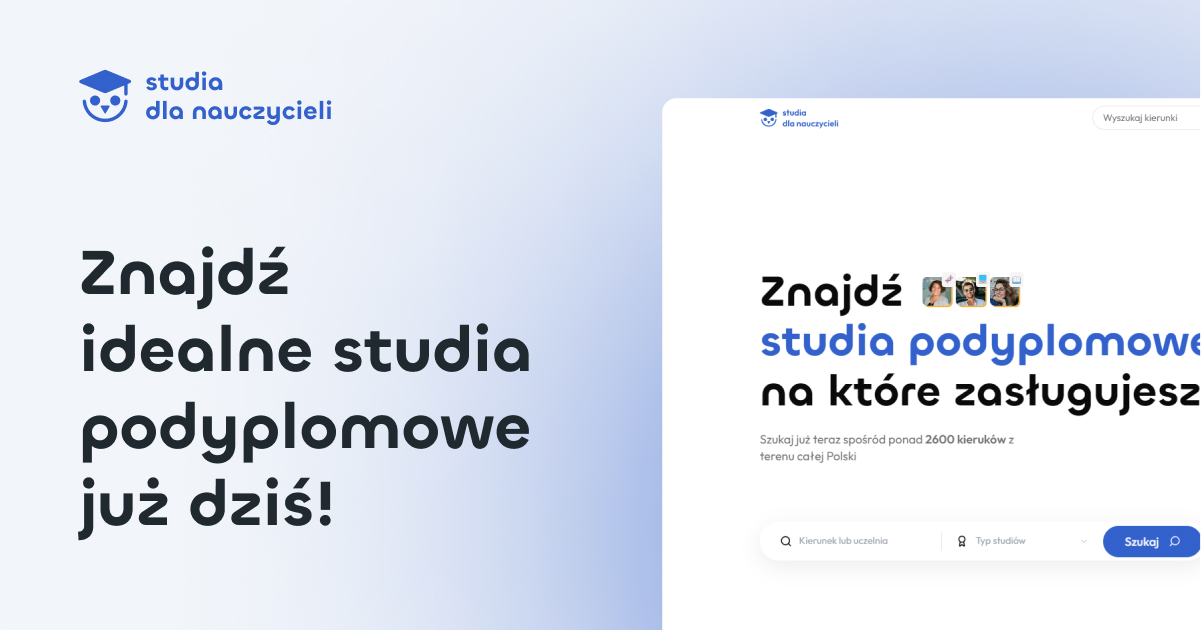 studia
dla nauczycieli
Znajdź
idealne studia
podyplomowe
już dziś!
studia
dla nauczycieli
Wyszukaj kierunki
Znajdź
studia podyplomowe
na które zasługujesz
Szukaj już teraz spośród ponad 2600 kieruków z
terenu całej Polski
Kierunek lub uczelnia
Typ studiów
Szukaj